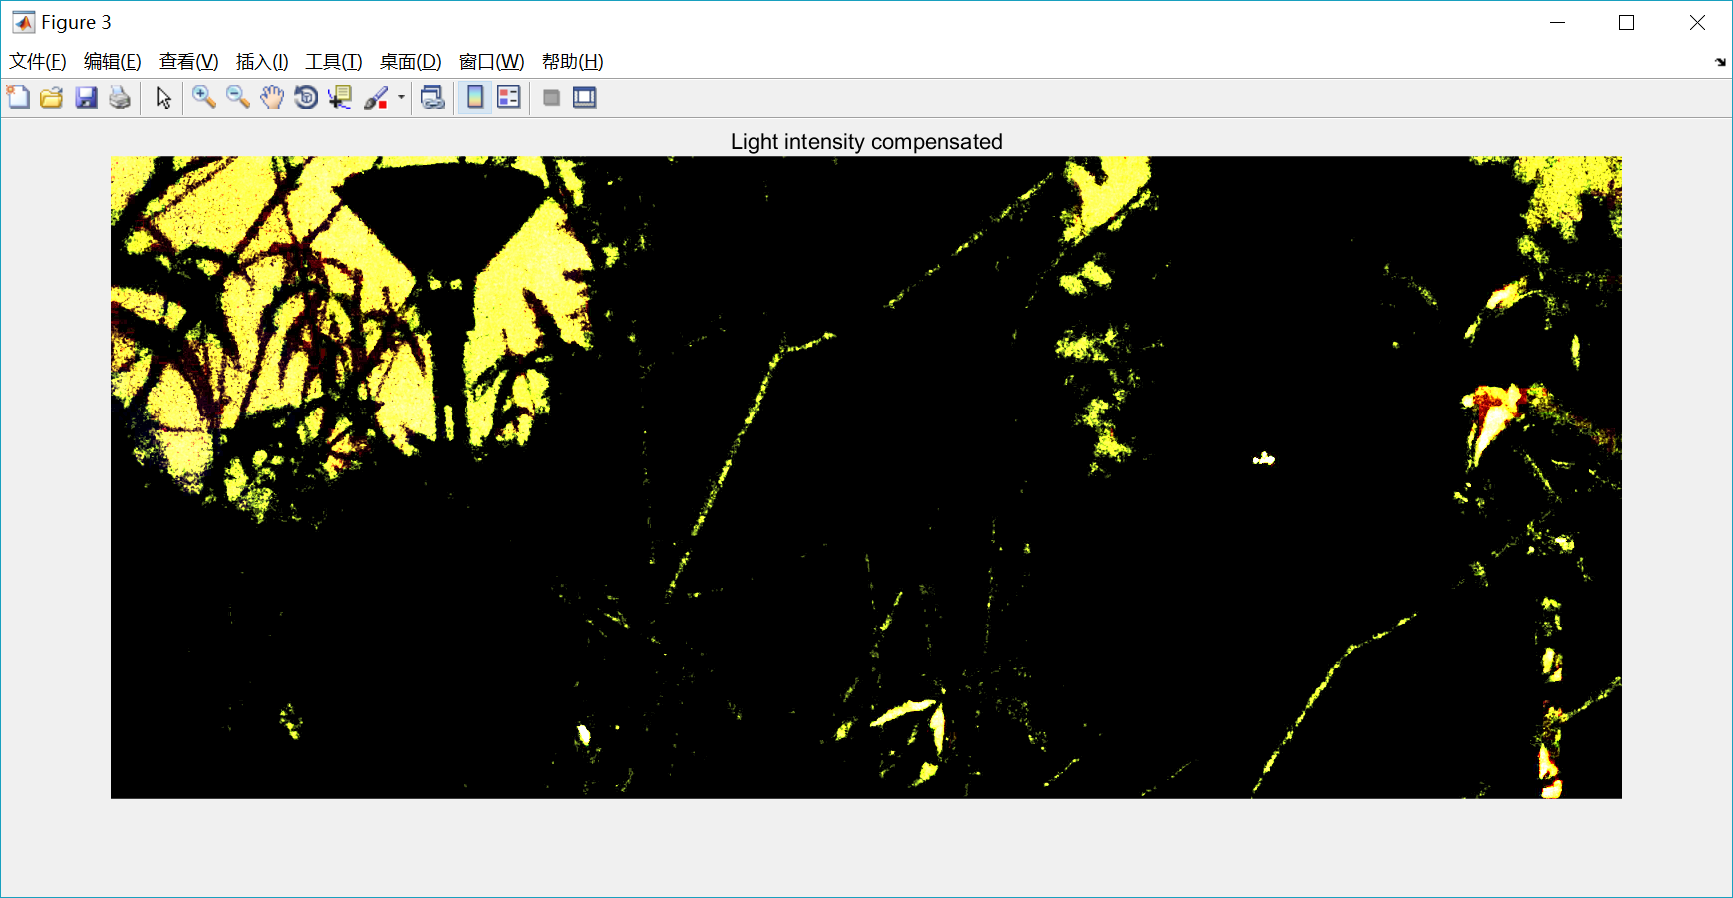 Figure 3
文件(F) 编辑(E) 查看(V) 插入(I) 工具(T) 桌面(D) 窗口(W) 帮助(H)
Light intensity compensated